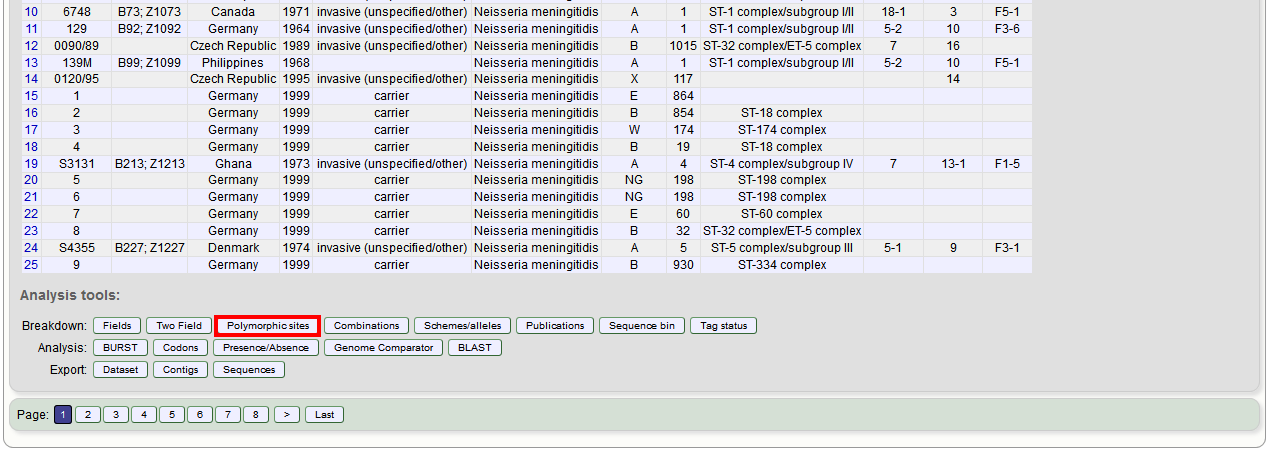 10 6748 B73; Z1073 Canada 1971 invasive (unspecified/other) Neisseria meningitidis A 1 ST-1 complex/subgroup I/II 18-1 3 F5-1
11 129 B92; Z1092 Germany 1964 invasive (unspecified/other) Neisseria meningitidis A 1 ST-1 complex/subgroup I/II 5-2 10 F3-6
12 0090/89 Czech Republic 1989 invasive (unspecified/other) Neisseria meningitidis B 1015 ST-32 complex/ET-5 complex 7 16
13 139M B99; Z1099 Philippines 1968 Neisseria meningitidis A 1 ST-1 complex/subgroup I/II 5-2 10 F5-1
14 0120/95 Czech Republic 1995 invasive (unspecified/other) Neisseria meningitidis X 117 14
15 1 Germany 1999 carrier Neisseria meningitidis E 864
16 2 Germany 1999 carrier Neisseria meningitidis B 854 ST-18 complex
17 3 Germany 1999 carrier Neisseria meningitidis W 174 ST-174 complex
18 4 Germany 1999 carrier Neisseria meningitidis B 19 ST-18 complex
19 S3131 B213; Z1213 Ghana 1973 invasive (unspecified/other) Neisseria meningitidis A 4 ST-4 complex/subgroup IV 7 13-1 F1-5
20 5 Germany 1999 carrier Neisseria meningitidis NG 198 ST-198 complex
21 6 Germany 1999 carrier Neisseria meningitidis NG 198 ST-198 complex
22 7 Germany 1999 carrier Neisseria meningitidis E 60 ST-60 complex
23 8 Germany 1999 carrier Neisseria meningitidis B 32 ST-32 complex/ET-5 complex
24 S4355 B227; Z1227 Denmark 1974 invasive (unspecified/other) Neisseria meningitidis A 5 ST-5 complex/subgroup III 5-1 9 F3-1
25 9 Germany 1999 carrier Neisseria meningitidis B 930 ST-334 complex
Analysis tools:
Breakdown: Fields Two Field Polymorphic sites Combinations Schemes/alleles Publications Sequence bin Tag status
Analysis: BURST Codons Presence/Absence Genome Comparator BLAST
Export: Dataset Contigs Sequences
Page: 1 2 3 4 5 6 7 8 > Last